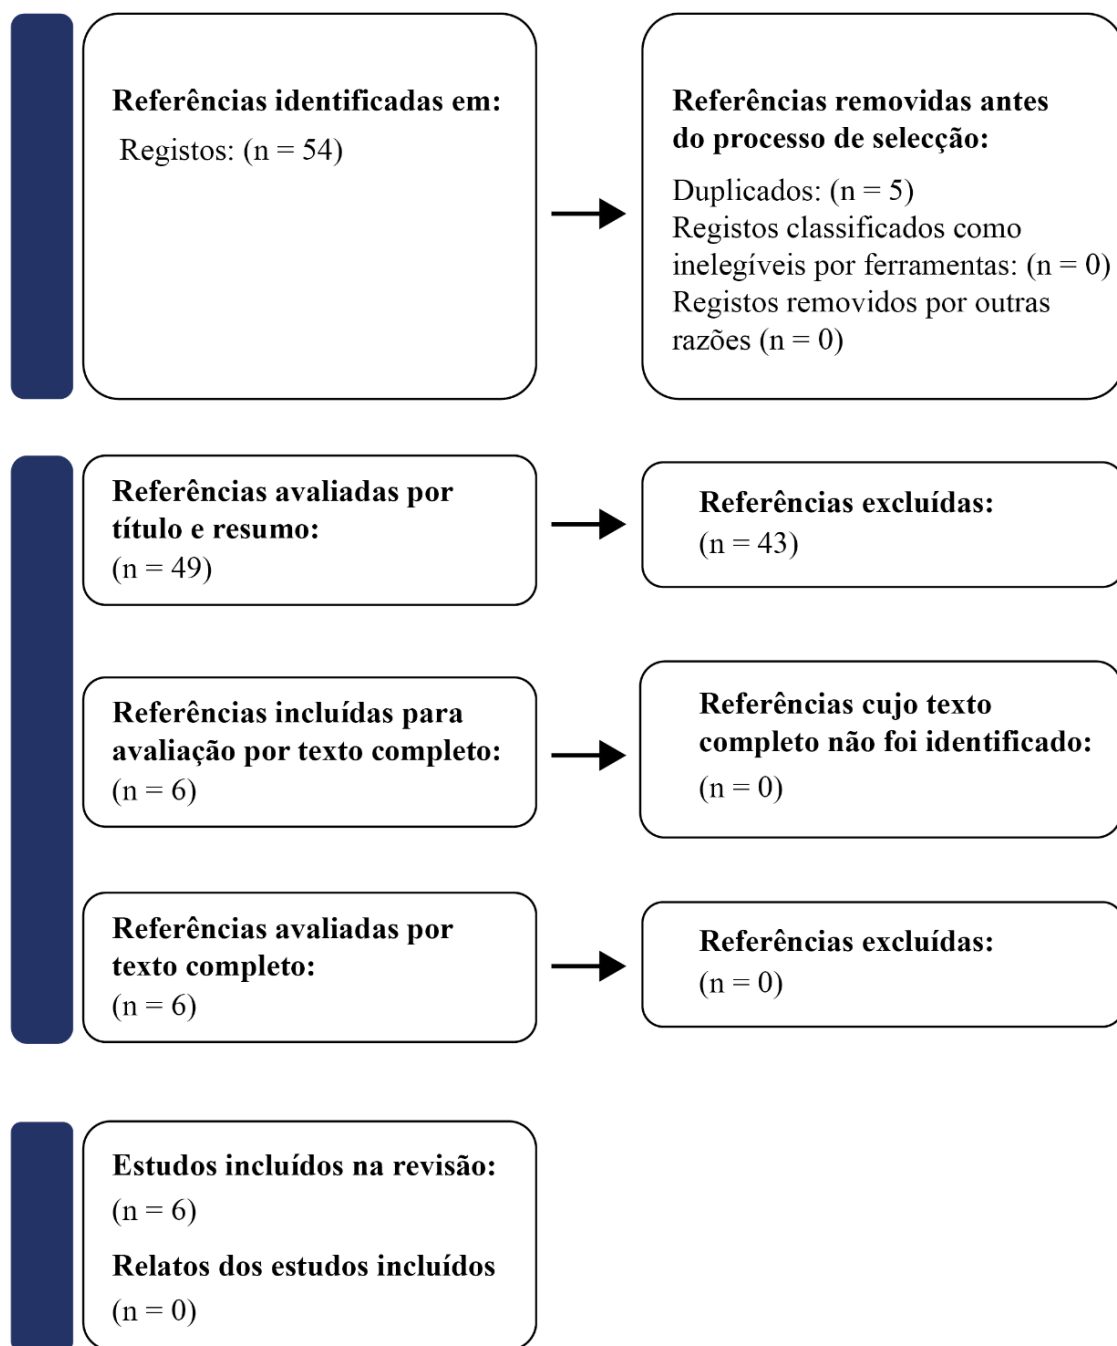 Referências identificadas em:
Registos: (n = 54)
Referências removidas antes
do processo de selecção:
Duplicados: (n = 5)
Registos classificados como
inelegíveis por ferramentas: (n = 0)
Registos removidos por outras
razões (n = 0)
Referências avaliadas por
título e resumo:
(n = 49)
Referências excluídas:
(n = 43)
Referências incluídas para
avaliação por texto completo:
(n = 6)
Referências cujo texto
completo não foi identificado:
(n = 0)
Referências avaliadas por
texto completo:
(n = 6)
Referências excluídas:
(n = 0)
Estudos incluídos na revisão:
(n = 6)
Relatos dos estudos incluídos
(n = 0)